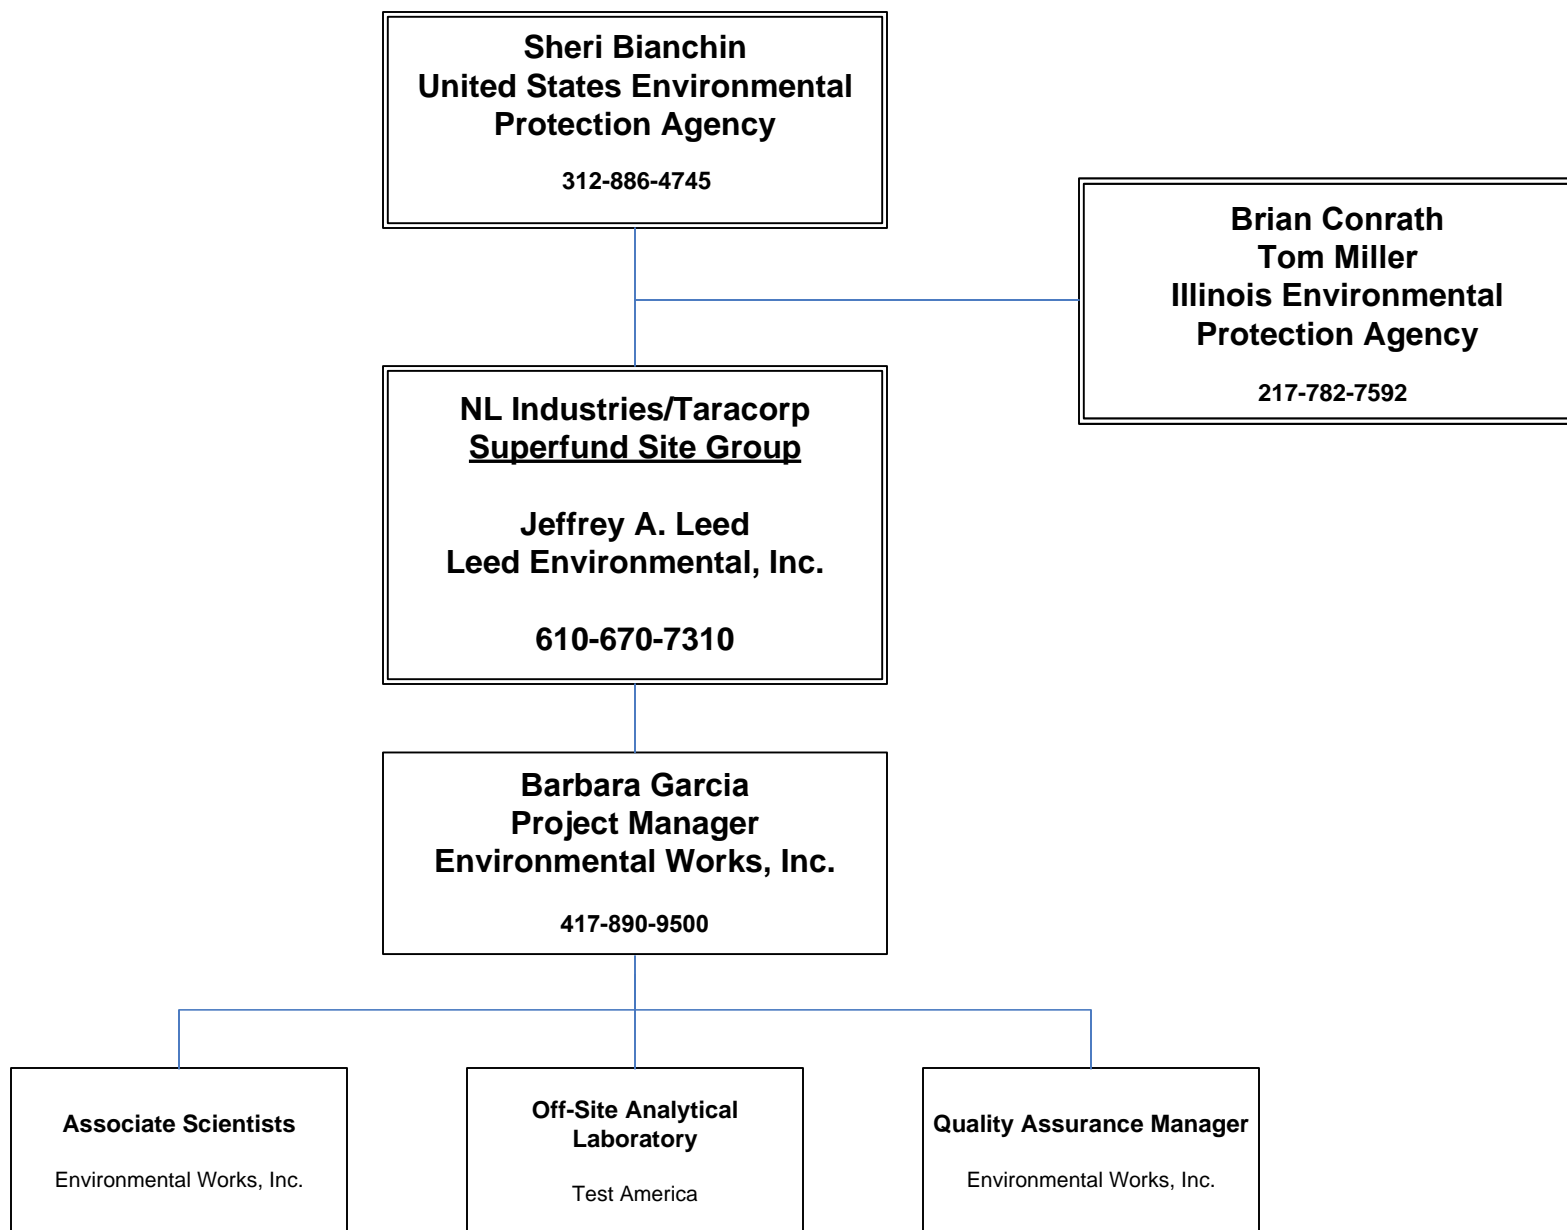 Sheri Bianchin
United States Environmental
Protection Agency
312-886-4745
Brian Conrath
Tom Miller
Illinois Environmental
Protection Agency
217-782-7592
NL Industries/Taracorp
Superfund Site Group
Jeffrey A. Leed
Leed Environmental, Inc.
610-670-7310
Barbara Garcia
Project Manager
Environmental Works, Inc.
417-890-9500
Associate Scientists
Environmental Works, Inc.
Off-Site Analytical
Laboratory
Test America
Quality Assurance Manager
Environmental Works, Inc.